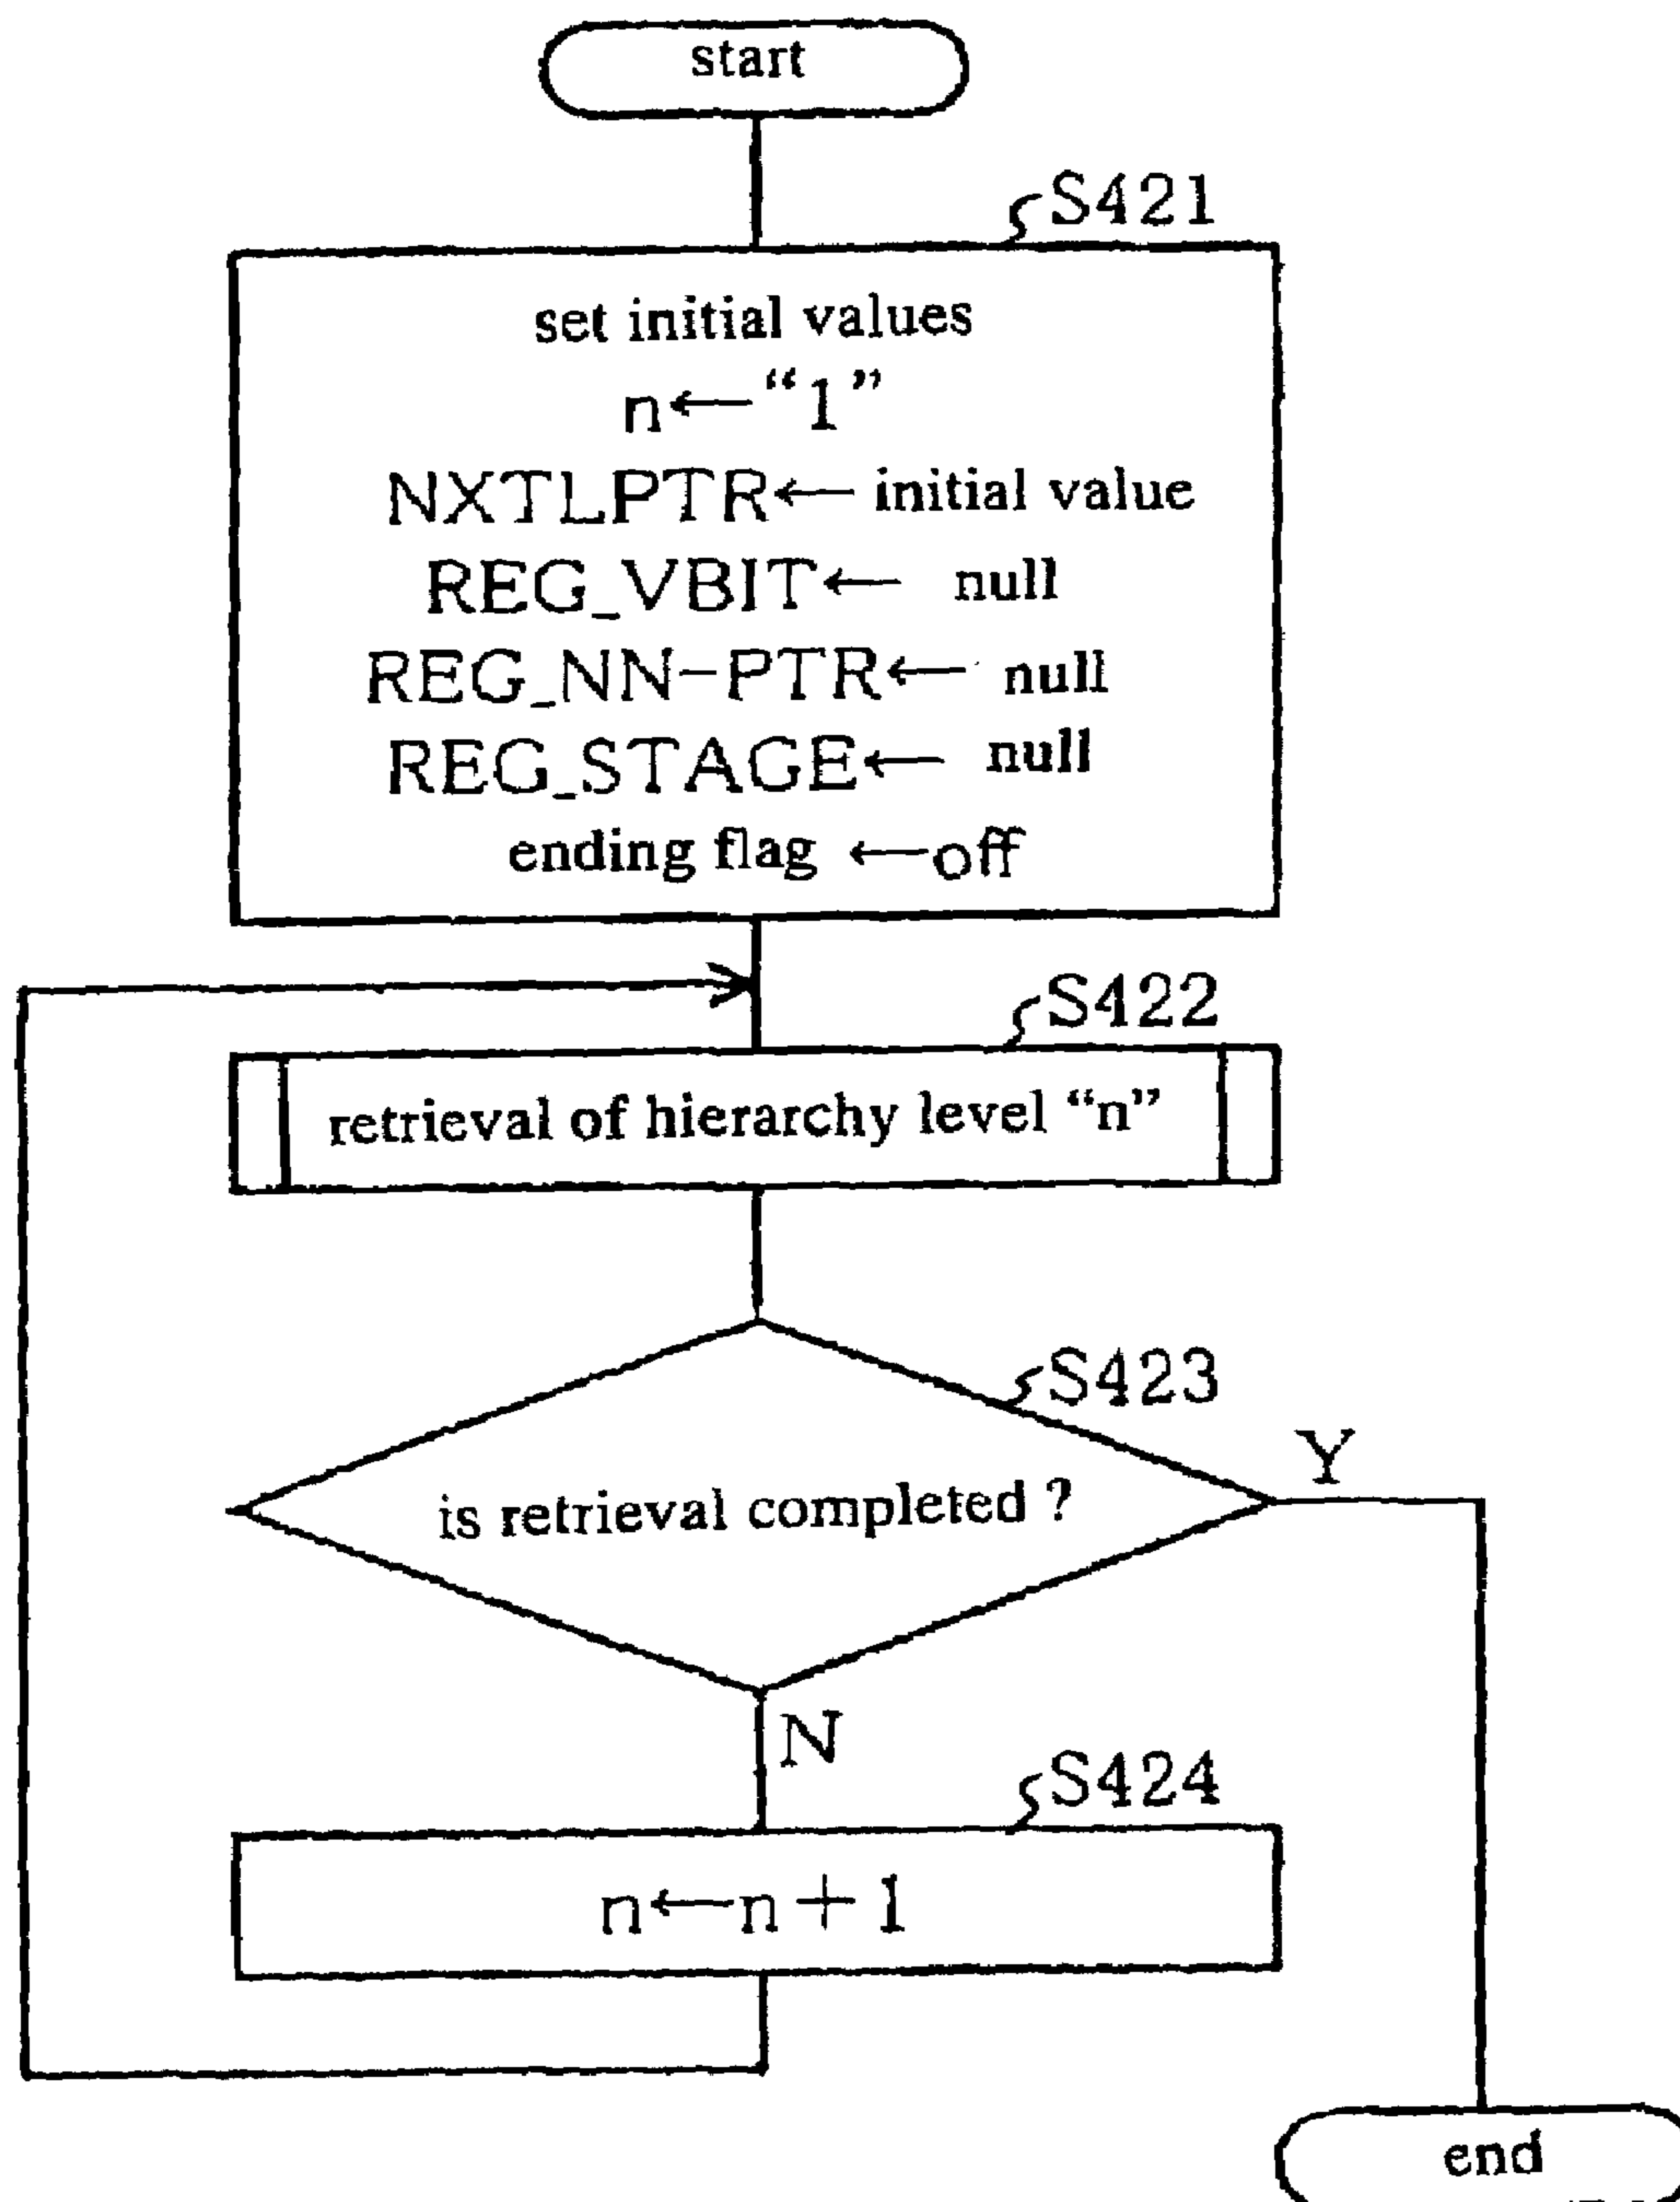 start
S421
set initial values
n←“1”
NXTLPTR← initial value
REG_VBIT← null
REG_NN-PTR← null
REG_STAGE← null
ending flag ←off
S422
retrieval of hierarchy level “n”
S423
is retrieval completed ?
Y
N
S424
n←n+1
end